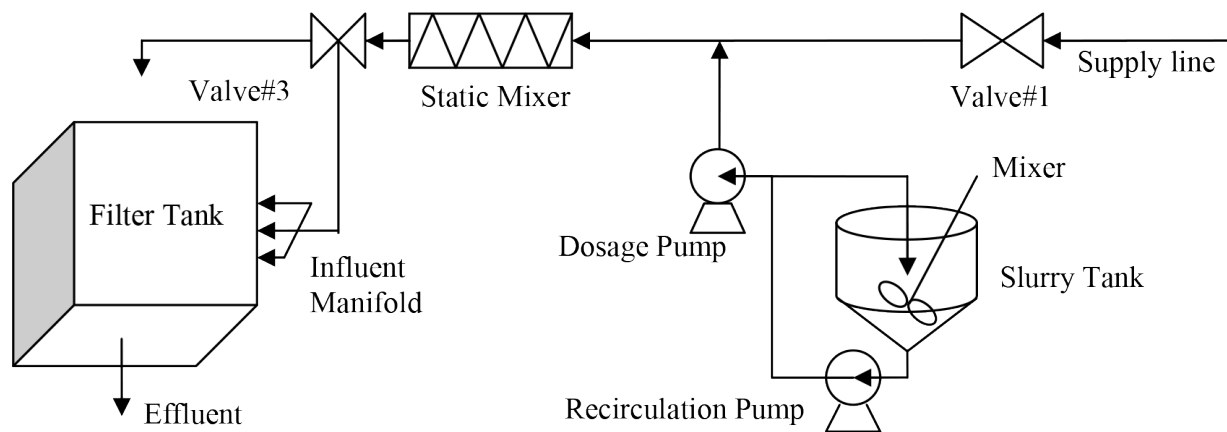 Supply line
Valve#3
Static Mixer
Valve#1
Mixer
Filter Tank
Dosage Pump
Influent
Manifold
Slurry Tank
Effluent
Recirculation Pump